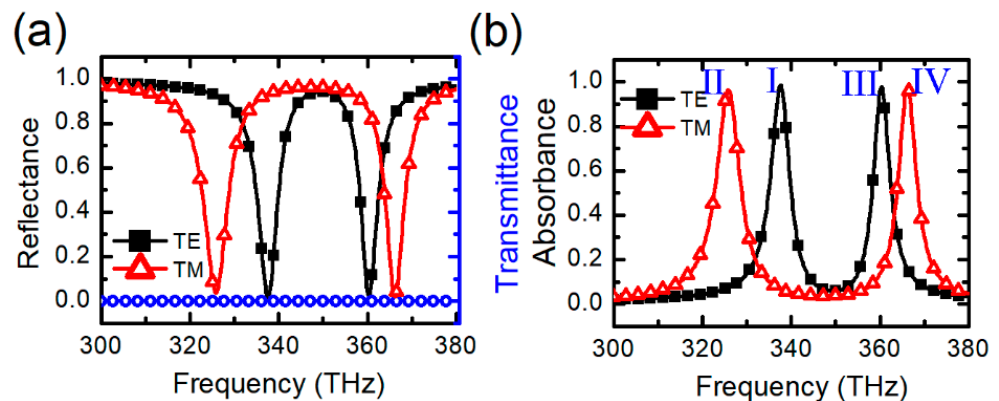 (a)
1.0
0.8
0.6
0.4
0.2
0.0
Reflectance
TE
TM
300 320 340 360 380
Frequency (THz)
Transmittance
(b)
II I III IV
1.0
0.8
0.6
0.4
0.2
0.0
Absorbance
TE
TM
300 320 340 360 380
Frequency (THz)